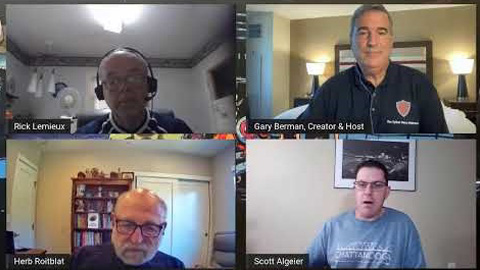 Rick Lemieux
Gary Berman, Creator & Host
Herb Roitblat
Scott Algeier
CHATTANOOGA